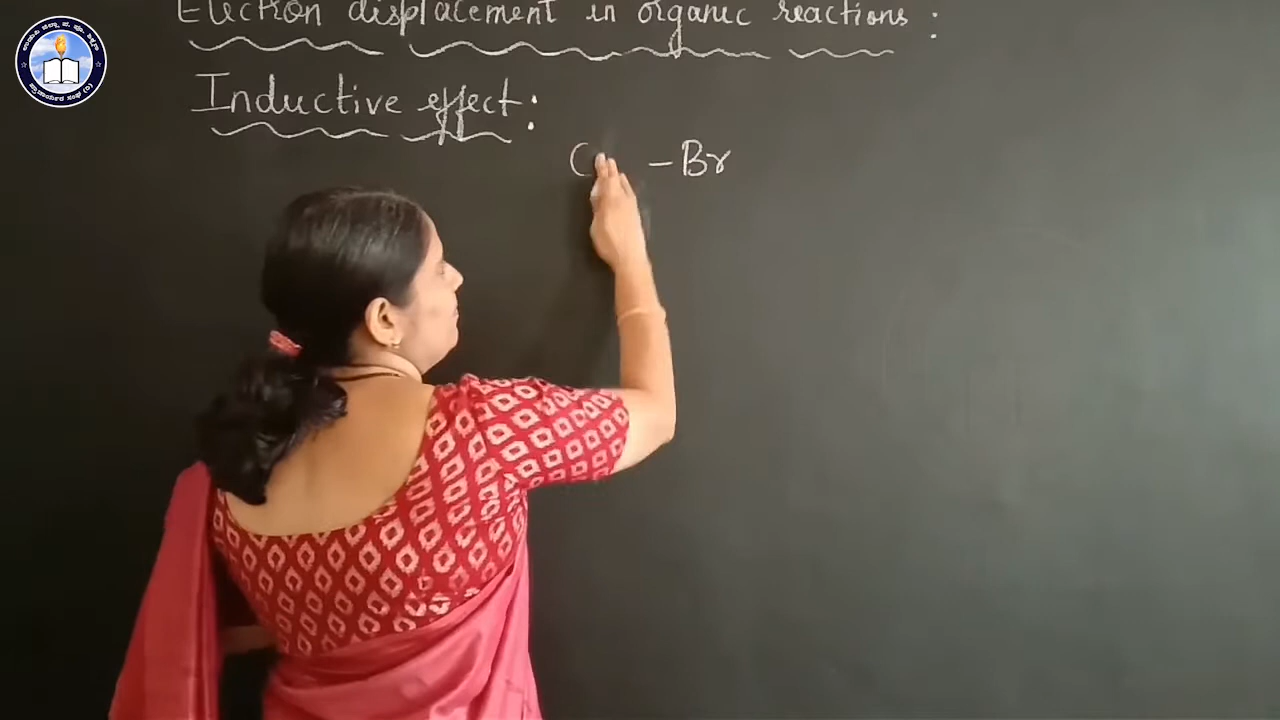 Electron displacement in organic reactions :
Inductive effect:
C -Br